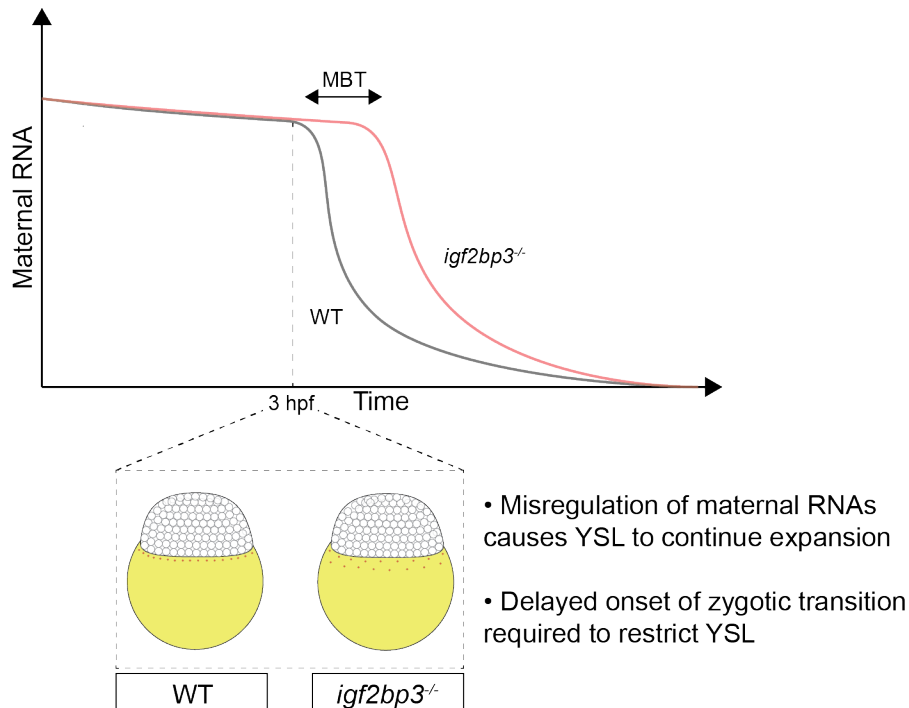 MBT
Maternal RNA
igf2bp3-/-
WT
3 hpf
Time
• Misregulation of maternal RNAs
causes YSL to continue expansion
• Delayed onset of zygotic transition
required to restrict YSL
WT
igf2bp3-/-